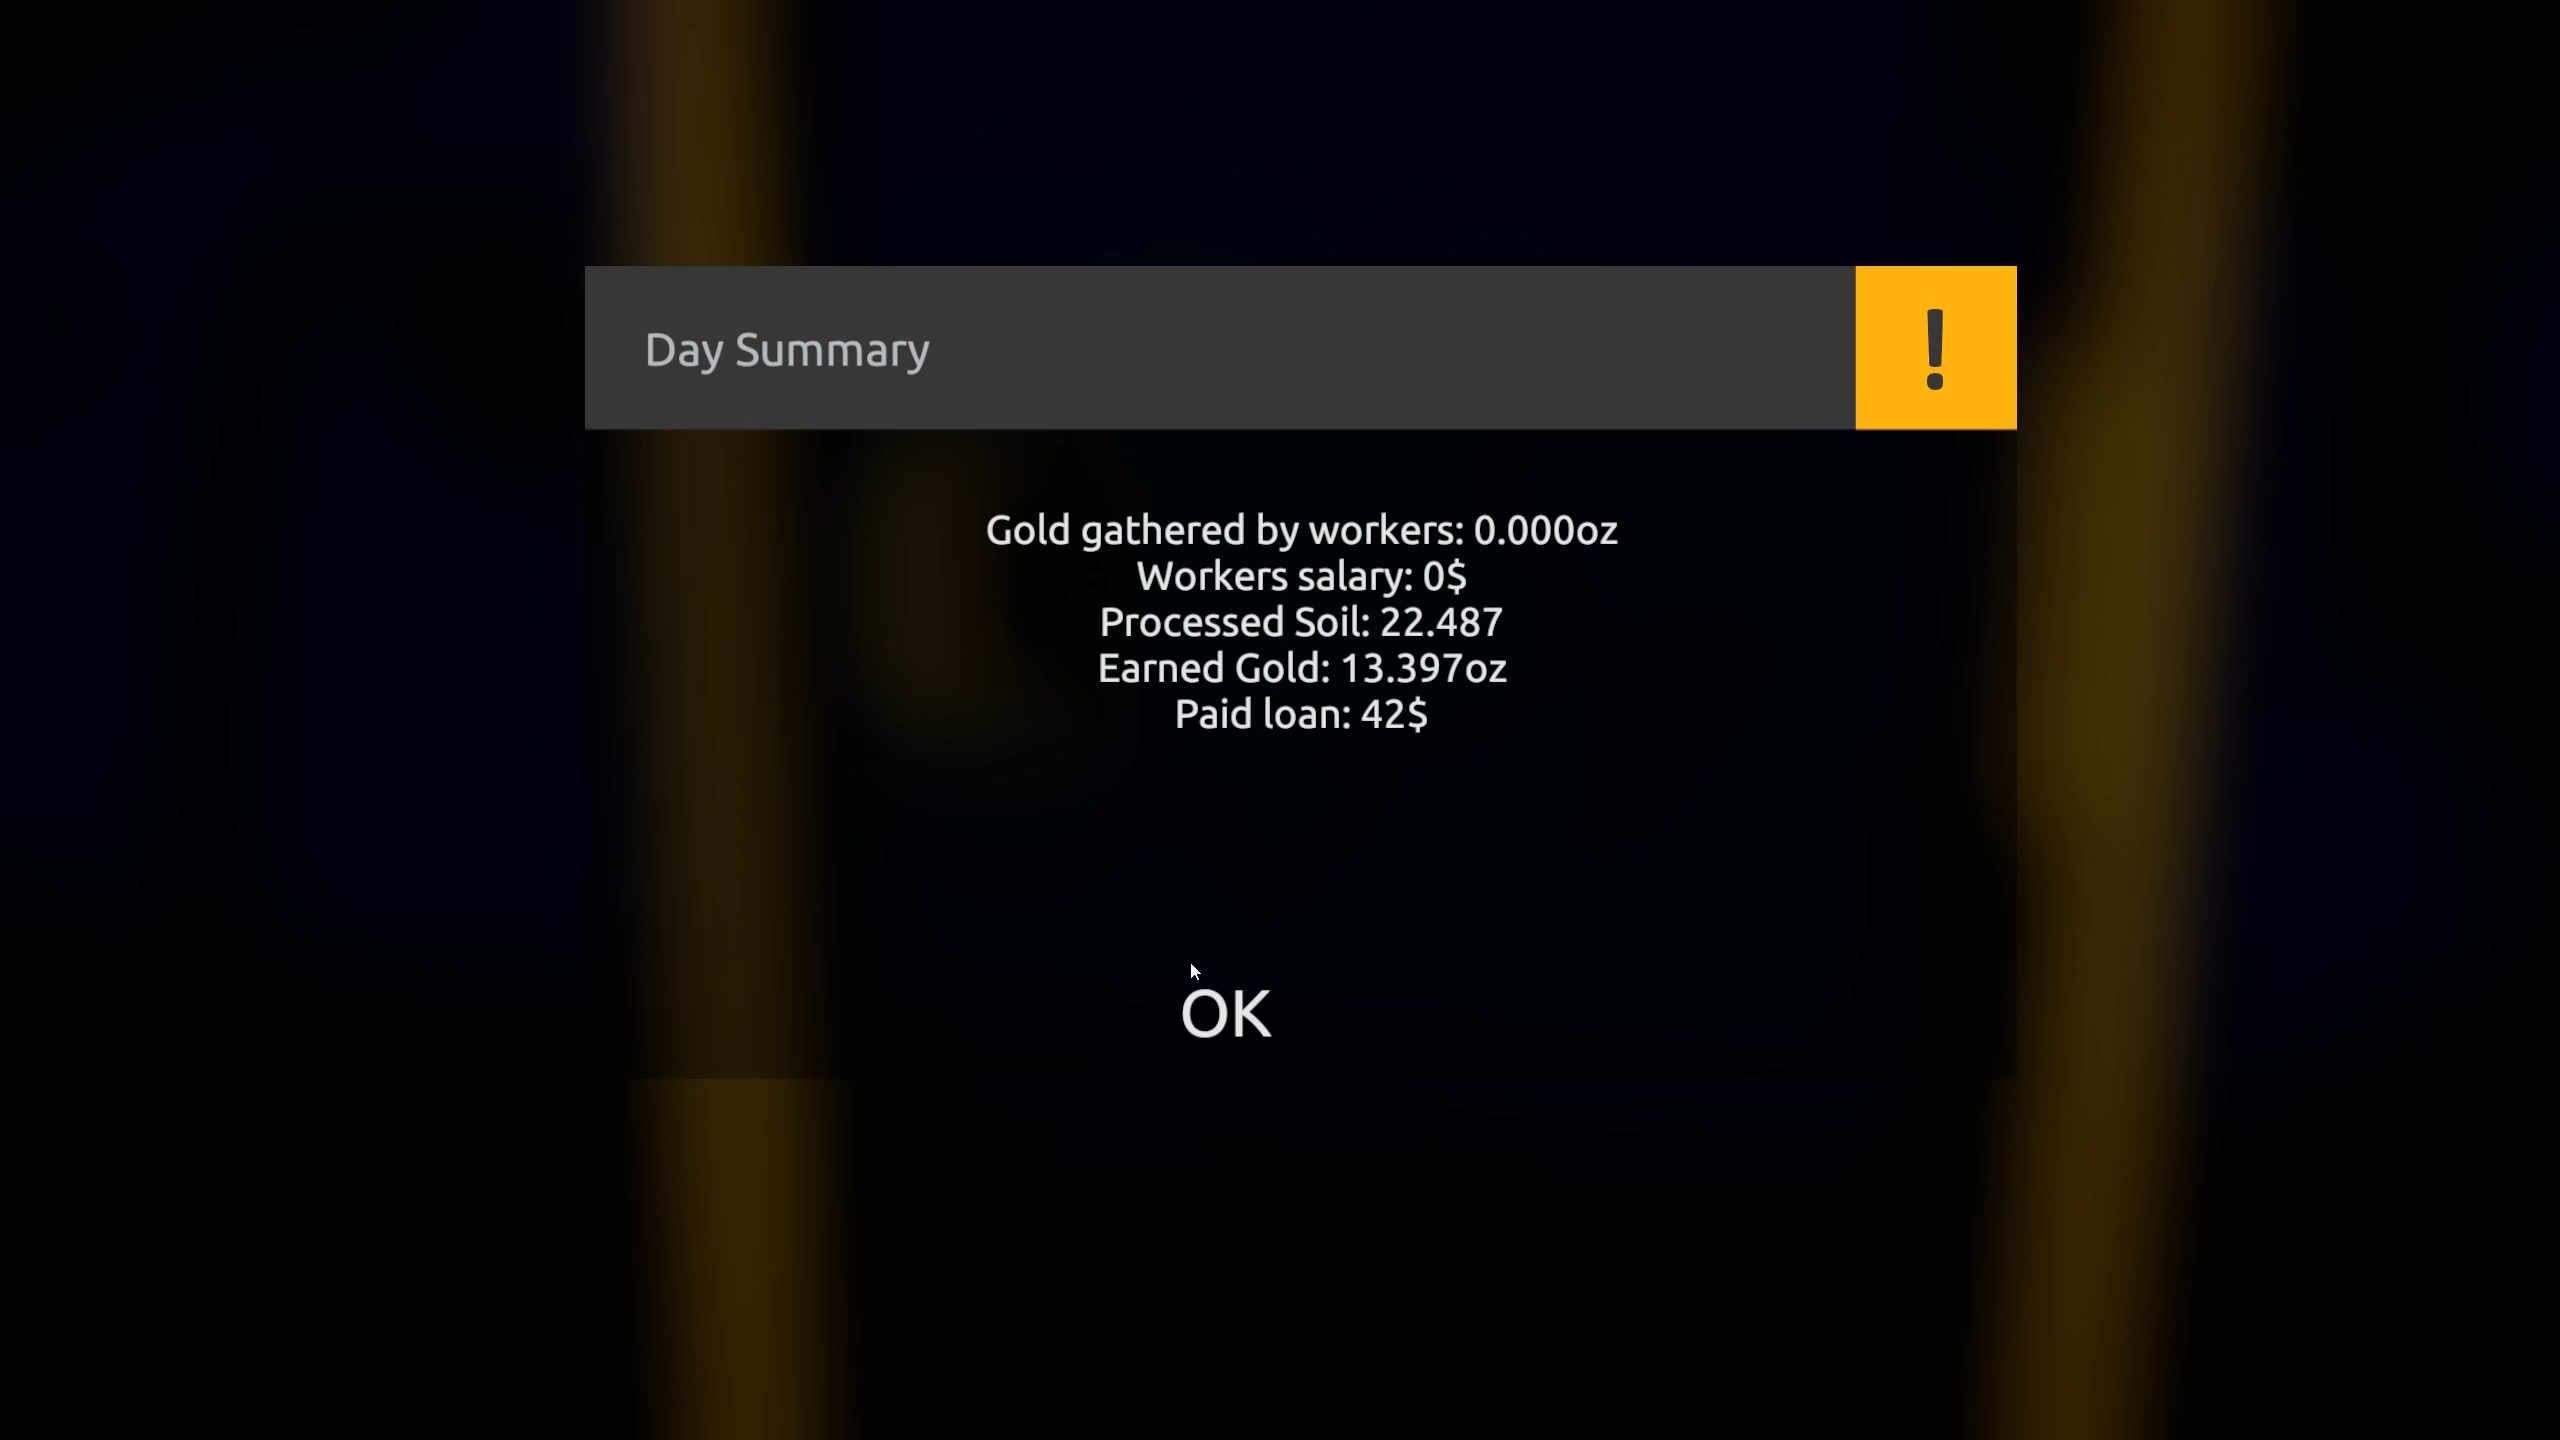 Day Summary
!
Gold gathered by workers: 0.000oz
Workers salary: 0$
Processed Soil: 22.487
Earned Gold: 13.397oz
Paid loan: 42$
OK